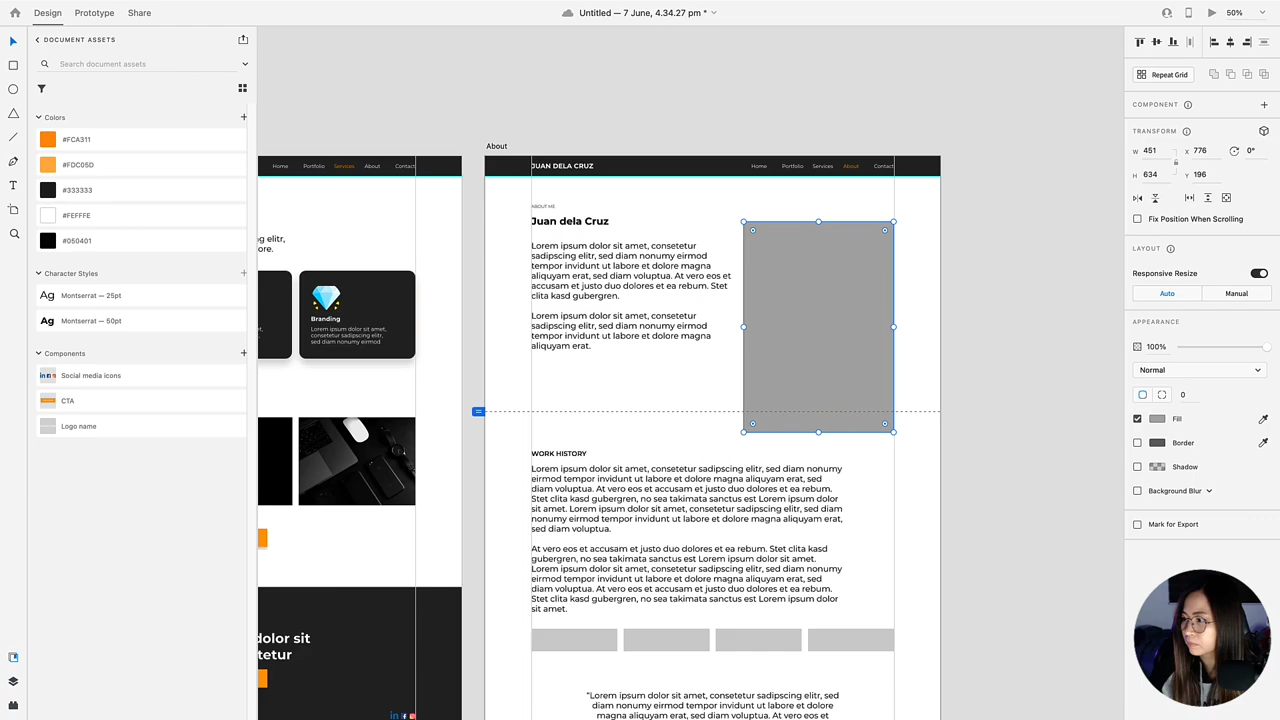 Design Prototype Share
Untitled — 7 June, 4.34.27 pm *
50%
DOCUMENT ASSETS
Search document assets
Colors
#FCA311
#FDC05D
#333333
#FEFFFE
#050401
Character Styles
Ag Montserrat — 25pt
Ag Montserrat — 50pt
Components
Social media icons
CTA
Logo name
Home Portfolio Services About Contact
g elitr,
ore.
Branding
Lorem ipsum dolor sit amet,
consetetur sadipscing elitr,
sed diam nonumy eirmod
dolor sit
tetur
About
JUAN DELA CRUZ
Home Portfolio Services About Contact
ABOUT ME
Juan dela Cruz
Lorem ipsum dolor sit amet, consetetur
sadipscing elitr, sed diam nonumy eirmod
tempor invidunt ut labore et dolore magna
aliquyam erat, sed diam voluptua. At vero eos et
accusam et justo duo dolores et ea rebum. Stet
clita kasd gubergren.
Lorem ipsum dolor sit amet, consetetur
sadipscing elitr, sed diam nonumy eirmod
tempor invidunt ut labore et dolore magna
aliquyam erat.
WORK HISTORY
Lorem ipsum dolor sit amet, consetetur sadipscing elitr, sed diam nonumy
eirmod tempor invidunt ut labore et dolore magna aliquyam erat, sed
diam voluptua. At vero eos et accusam et justo duo dolores et ea rebum.
Stet clita kasd gubergren, no sea takimata sanctus est Lorem ipsum dolor
sit amet. Lorem ipsum dolor sit amet, consetetur sadipscing elitr, sed diam
nonumy eirmod tempor invidunt ut labore et dolore magna aliquyam erat,
sed diam voluptua.
At vero eos et accusam et justo duo dolores et ea rebum. Stet clita kasd
gubergren, no sea takimata sanctus est Lorem ipsum dolor sit amet.
Lorem ipsum dolor sit amet, consetetur sadipscing elitr, sed diam nonumy
eirmod tempor invidunt ut labore et dolore magna aliquyam erat, sed
diam voluptua. At vero eos et accusam et justo duo dolores et ea rebum.
Stet clita kasd gubergren, no sea takimata sanctus est Lorem ipsum dolor
sit amet.
"Lorem ipsum dolor sit amet, consetetur sadipscing elitr, sed
diam nonumy eirmod tempor invidunt ut labore et dolore
magna aliquyam erat, sed diam voluptua. At vero eos et
Repeat Grid
COMPONENT
TRANSFORM
W 451 X 776 0°
H 634 Y 196
Fix Position When Scrolling
LAYOUT
Responsive Resize
Auto Manual
APPEARANCE
100%
Normal
0
Fill
Border
Shadow
Background Blur
Mark for Export